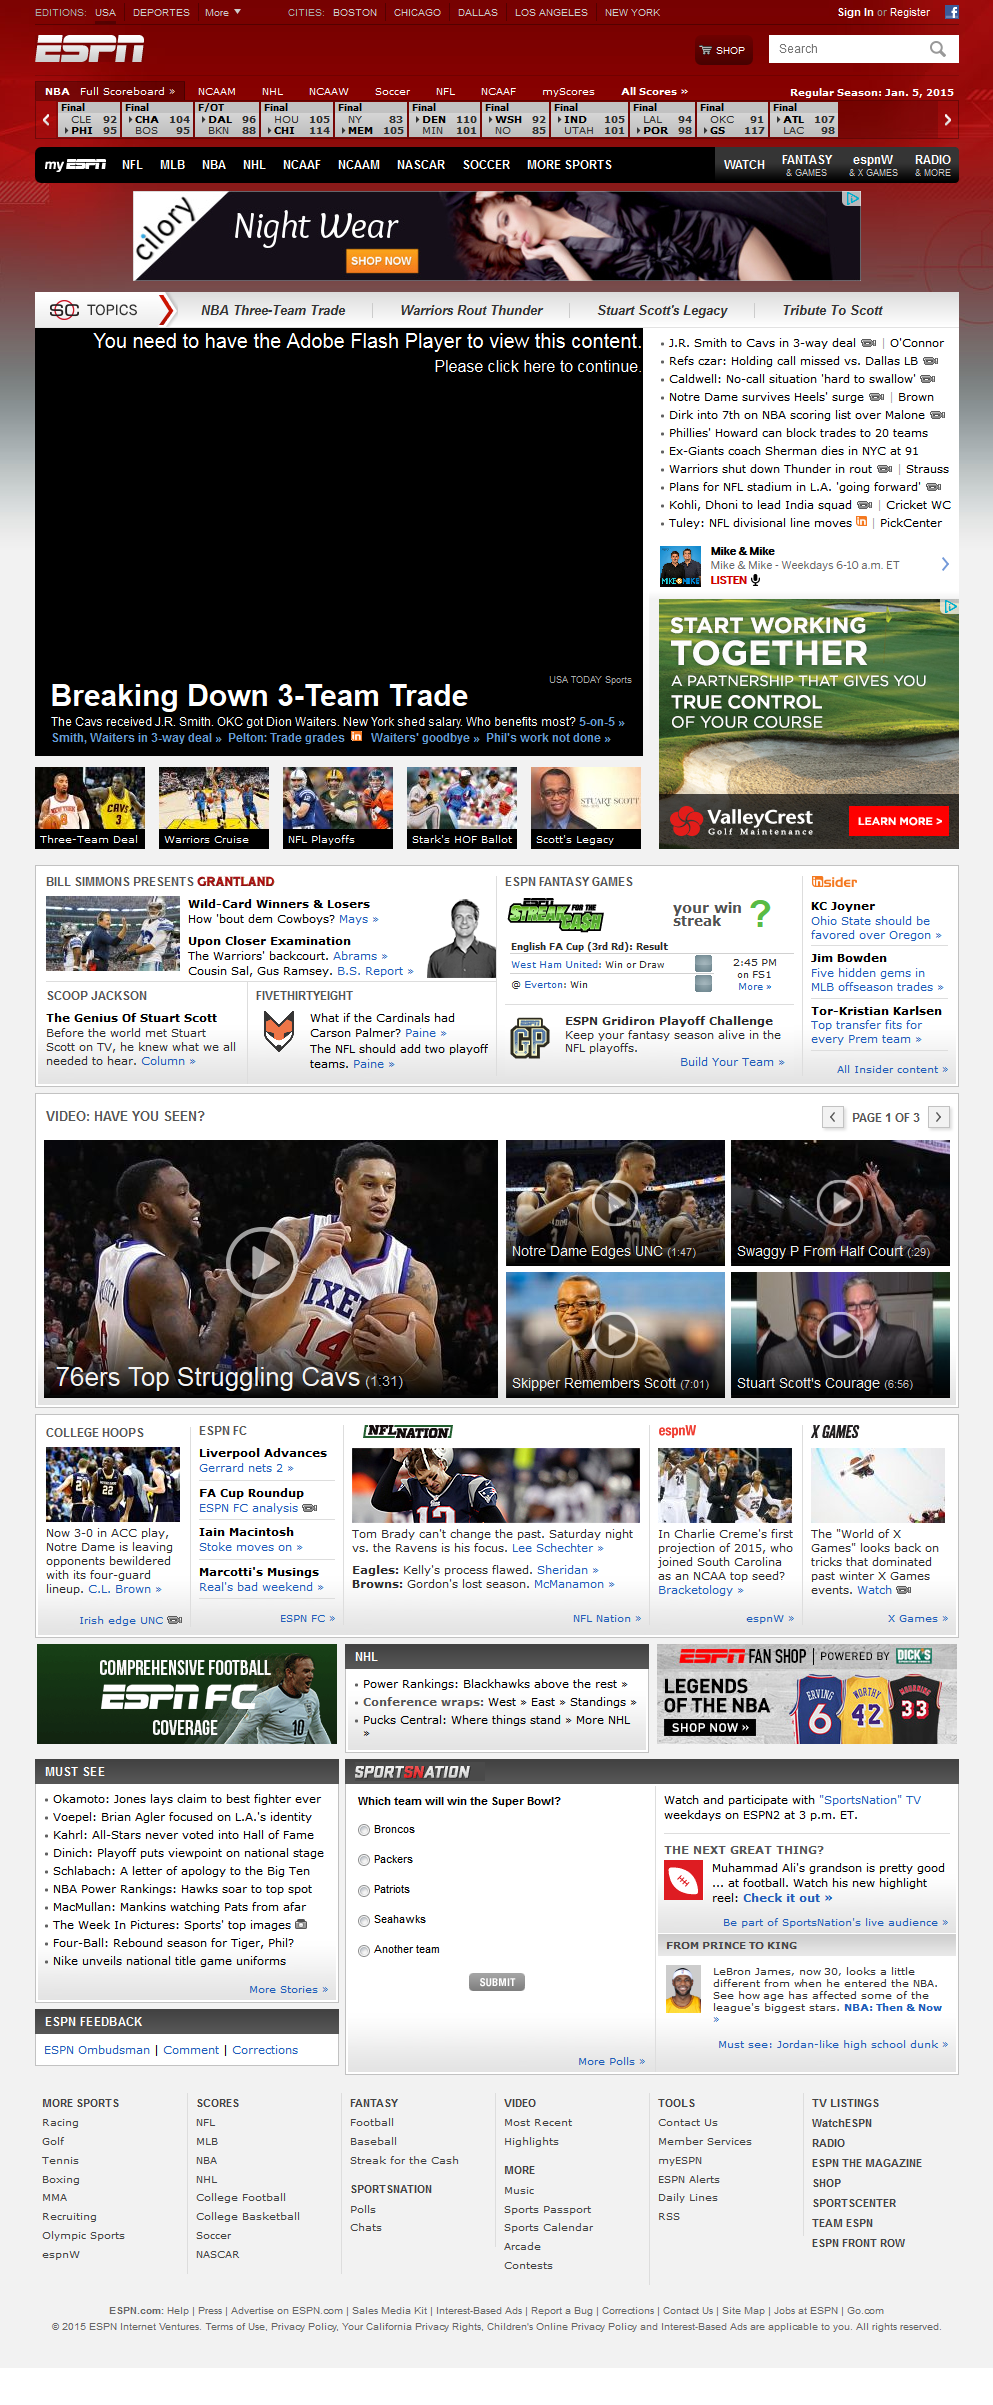 EDITIONS: USA DEPORTES More CITIES: BOSTON CHICAGO DALLAS LOS ANGELES NEW YORK Sign In or Register
ESPN SHOP Search
NBA Full Scoreboard » NCAAM NHL NCAAW Soccer NFL NCAAF myScores All Scores » Regular Season: Jan. 5, 2015
Final Final F/OT Final Final Final Final Final Final Final Final
CLE 92 CHA 104 DAL 96 HOU 105 NY 83 DEN 110 WSH 92 IND 105 LAL 94 OKC 91 ATL 107
PHI 95 BOS 95 BKN 88 CHI 114 MEM 105 MIN 101 NO 85 UTAH 101 POR 98 GS 117 LAC 98
myESPN NFL MLB NBA NHL NCAAF NCAAM NASCAR SOCCER MORE SPORTS WATCH FANTASY & GAMES espnW & X GAMES RADIO & MORE
cilory Night Wear
SHOP NOW
SC TOPICS NBA Three-Team Trade Warriors Rout Thunder Stuart Scott's Legacy Tribute To Scott
You need to have the Adobe Flash Player to view this content.
Please click here to continue.
USA TODAY Sports
Breaking Down 3-Team Trade
The Cavs received J.R. Smith. OKC got Dion Waiters. New York shed salary. Who benefits most? 5-on-5 »
Smith, Waiters in 3-way deal » Pelton: Trade grades in Waiters' goodbye » Phil's work not done »
Three-Team Deal Warriors Cruise NFL Playoffs Stark's HOF Ballot Scott's Legacy
STUART SCOTT
J.R. Smith to Cavs in 3-way deal | O'Connor
Refs czar: Holding call missed vs. Dallas LB
Caldwell: No-call situation 'hard to swallow'
Notre Dame survives Heels' surge | Brown
Dirk into 7th on NBA scoring list over Malone
Phillies' Howard can block trades to 20 teams
Ex-Giants coach Sherman dies in NYC at 91
Warriors shut down Thunder in rout | Strauss
Plans for NFL stadium in L.A. 'going forward'
Kohli, Dhoni to lead India squad | Cricket WC
Tuley: NFL divisional line moves in | PickCenter
Mike & Mike
Mike & Mike - Weekdays 6-10 a.m. ET
LISTEN
START WORKING
TOGETHER
A PARTNERSHIP THAT GIVES YOU
TRUE CONTROL
OF YOUR COURSE
ValleyCrest
Golf Maintenance
LEARN MORE >
BILL SIMMONS PRESENTS GRANTLAND
Wild-Card Winners & Losers
How 'bout dem Cowboys? Mays »
Upon Closer Examination
The Warriors' backcourt. Abrams »
Cousin Sal, Gus Ramsey. B.S. Report »
SCOOP JACKSON
The Genius Of Stuart Scott
Before the world met Stuart
Scott on TV, he knew what we all
needed to hear. Column »
FIVETHIRTYEIGHT
What if the Cardinals had
Carson Palmer? Paine »
The NFL should add two playoff
teams. Paine »
ESPN FANTASY GAMES
ESPN STREAK FOR THE CASH
your win
streak ?
English FA Cup (3rd Rd): Result
West Ham United: Win or Draw
@ Everton: Win
2:45 PM
on FS1
More »
GP
ESPN Gridiron Playoff Challenge
Keep your fantasy season alive in the
NFL playoffs.
Build Your Team »
insider
KC Joyner
Ohio State should be
favored over Oregon »
Jim Bowden
Five hidden gems in
MLB offseason trades »
Tor-Kristian Karlsen
Top transfer fits for
every Prem team »
All Insider content »
VIDEO: HAVE YOU SEEN? PAGE 1 OF 3
76ers Top Struggling Cavs (1:31)
Notre Dame Edges UNC (1:47)
Swaggy P From Half Court (:29)
Skipper Remembers Scott (7:01)
Stuart Scott's Courage (6:56)
COLLEGE HOOPS
Now 3-0 in ACC play,
Notre Dame is leaving
opponents bewildered
with its four-guard
lineup. C.L. Brown »
Irish edge UNC
ESPN FC
Liverpool Advances
Gerrard nets 2 »
FA Cup Roundup
ESPN FC analysis
Iain Macintosh
Stoke moves on »
Marcotti's Musings
Real's bad weekend »
ESPN FC »
NFL NATION
Tom Brady can't change the past. Saturday night
vs. the Ravens is his focus. Lee Schechter »
Eagles: Kelly's process flawed. Sheridan »
Browns: Gordon's lost season. McManamon »
NFL Nation »
espnW
In Charlie Creme's first
projection of 2015, who
joined South Carolina
as an NCAA top seed?
Bracketology »
espnW »
X GAMES
The "World of X
Games" looks back on
tricks that dominated
past winter X Games
events. Watch
X Games »
COMPREHENSIVE FOOTBALL
ESPN FC
COVERAGE
10
NHL
Power Rankings: Blackhawks above the rest »
Conference wraps: West » East » Standings »
Pucks Central: Where things stand » More NHL
»
ESPN FAN SHOP | POWERED BY DICK'S
LEGENDS
OF THE NBA
SHOP NOW »
ERVING 6 WORTHY 42 MOURNING 33
MUST SEE
Okamoto: Jones lays claim to best fighter ever
Voepel: Brian Agler focused on L.A.'s identity
Kahrl: All-Stars never voted into Hall of Fame
Dinich: Playoff puts viewpoint on national stage
Schlabach: A letter of apology to the Big Ten
NBA Power Rankings: Hawks soar to top spot
MacMullan: Mankins watching Pats from afar
The Week In Pictures: Sports' top images
Four-Ball: Rebound season for Tiger, Phil?
Nike unveils national title game uniforms
More Stories »
ESPN FEEDBACK
ESPN Ombudsman | Comment | Corrections
SPORTSNATION
Which team will win the Super Bowl?
Broncos
Packers
Patriots
Seahawks
Another team
SUBMIT
More Polls »
Watch and participate with "SportsNation" TV
weekdays on ESPN2 at 3 p.m. ET.
THE NEXT GREAT THING?
Muhammad Ali's grandson is pretty good
... at football. Watch his new highlight
reel: Check it out »
Be part of SportsNation's live audience »
FROM PRINCE TO KING
LeBron James, now 30, looks a little
different from when he entered the NBA.
See how age has affected some of the
league's biggest stars. NBA: Then & Now
»
Must see: Jordan-like high school dunk »
MORE SPORTS
Racing
Golf
Tennis
Boxing
MMA
Recruiting
Olympic Sports
espnW
SCORES
NFL
MLB
NBA
NHL
College Football
College Basketball
Soccer
NASCAR
FANTASY
Football
Baseball
Streak for the Cash
SPORTSNATION
Polls
Chats
VIDEO
Most Recent
Highlights
MORE
Music
Sports Passport
Sports Calendar
Arcade
Contests
TOOLS
Contact Us
Member Services
myESPN
ESPN Alerts
Daily Lines
RSS
TV LISTINGS
WatchESPN
RADIO
ESPN THE MAGAZINE
SHOP
SPORTSCENTER
TEAM ESPN
ESPN FRONT ROW
ESPN.com: Help | Press | Advertise on ESPN.com | Sales Media Kit | Interest-Based Ads | Report a Bug | Corrections | Contact Us | Site Map | Jobs at ESPN | Go.com
© 2015 ESPN Internet Ventures. Terms of Use, Privacy Policy, Your California Privacy Rights, Children's Online Privacy Policy and Interest-Based Ads are applicable to you. All rights reserved.